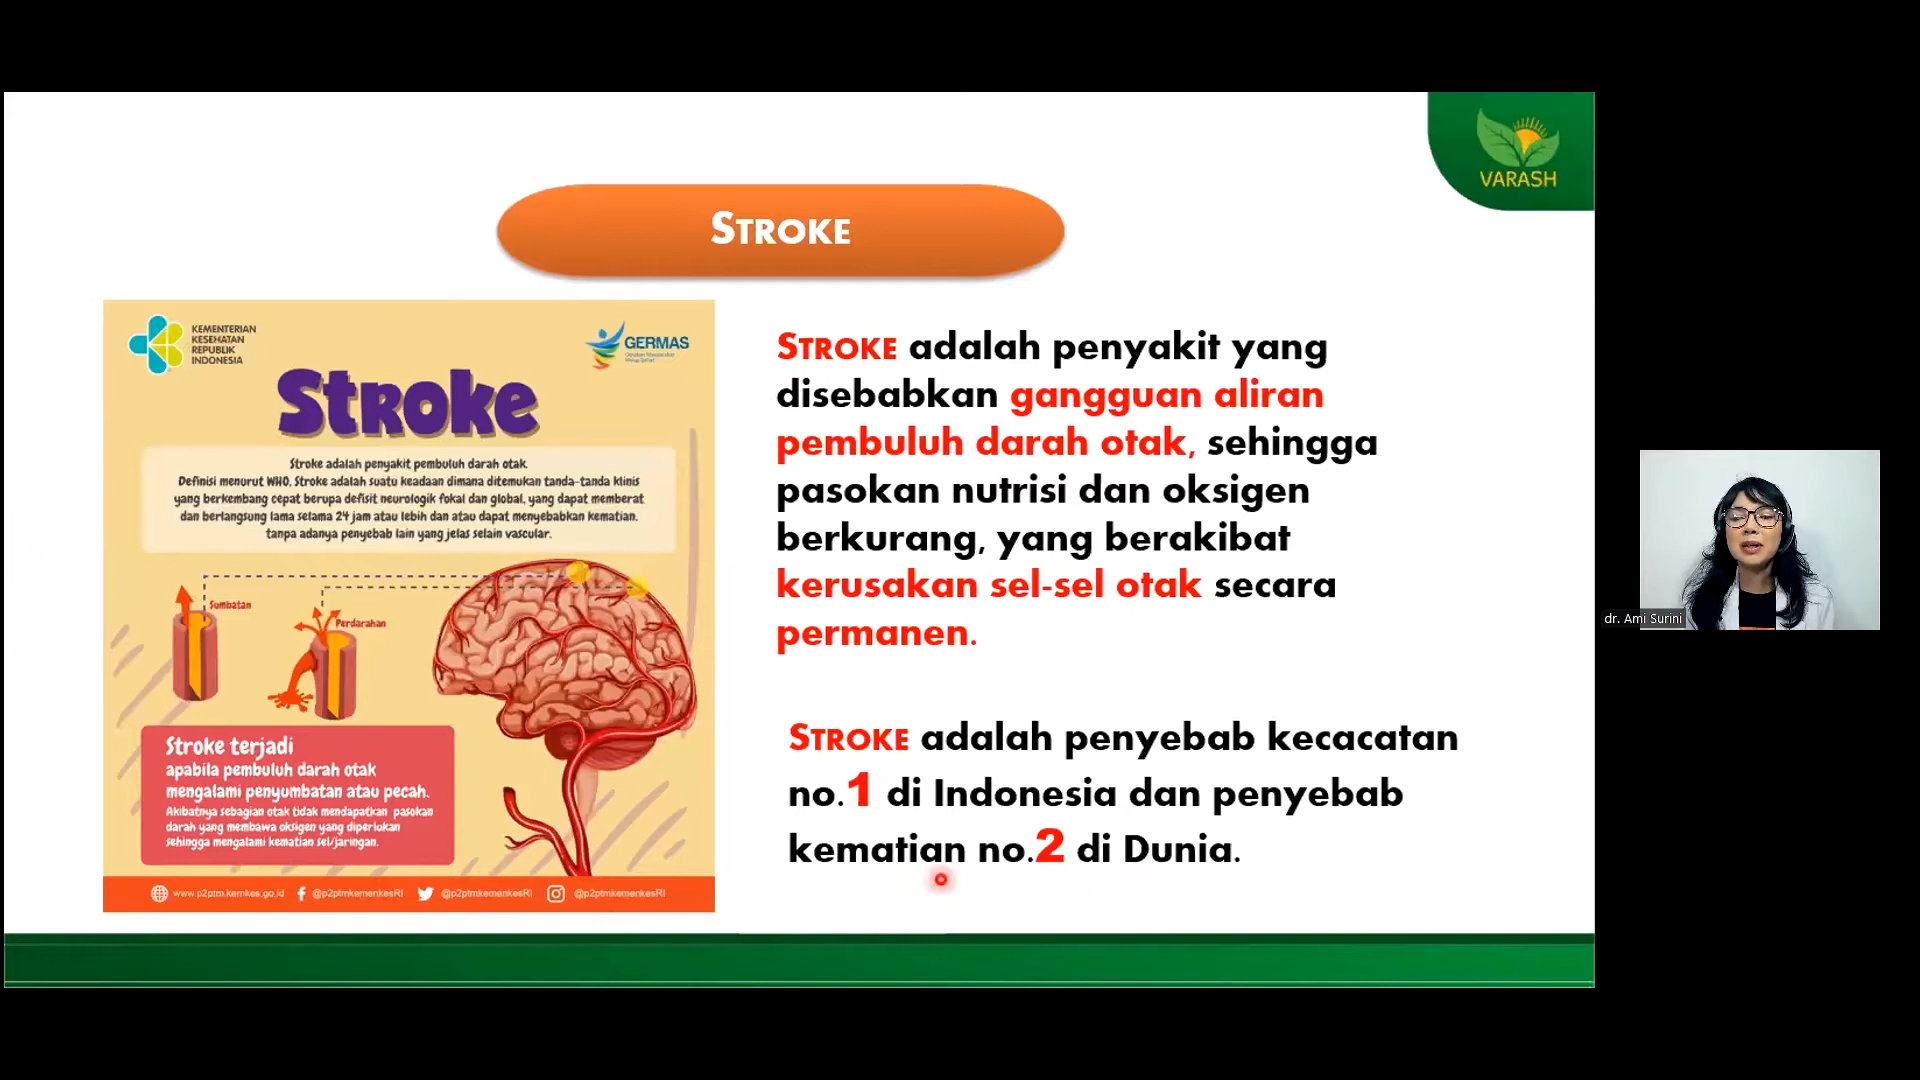 VARASH
STROKE
KEMENTERIAN
KESEHATAN
REPUBLIK
INDONESIA
GERMAS
Stroke
Stroke adalah penyakit pembuluh darah otak.
Definisi menurut WHO, Stroke adalah suatu keadaan dimana ditemukan tanda-tanda klinis
yang berkembang cepat berupa defisit neurologik fokal dan global, yang dapat memberat
dan berlangsung lama selama 24 jam atau lebih dan atau dapat menyebabkan kematian,
tanpa adanya penyebab lain yang jelas selain vascular.
Sumbatan
Perdarahan
Stroke terjadi
apabila pembuluh darah otak
mengalami penyumbatan atau pecah.
Akibatnya sebagian otak tidak mendapatkan pasokan
darah yang membawa oksigen yang diperlukan
sehingga mengalami kematian sel/jaringan.
www.p2ptm.kemkes.go.id @p2ptmkemenkesRI @p2ptmkemenkesRI @p2ptmkemenkesRI
STROKE adalah penyakit yang
disebabkan gangguan aliran
pembuluh darah otak, sehingga
pasokan nutrisi dan oksigen
berkurang, yang berakibat
kerusakan sel-sel otak secara
permanen.
STROKE adalah penyebab kecacatan
no.1 di Indonesia dan penyebab
kematian no.2 di Dunia.
dr. Ami Surini